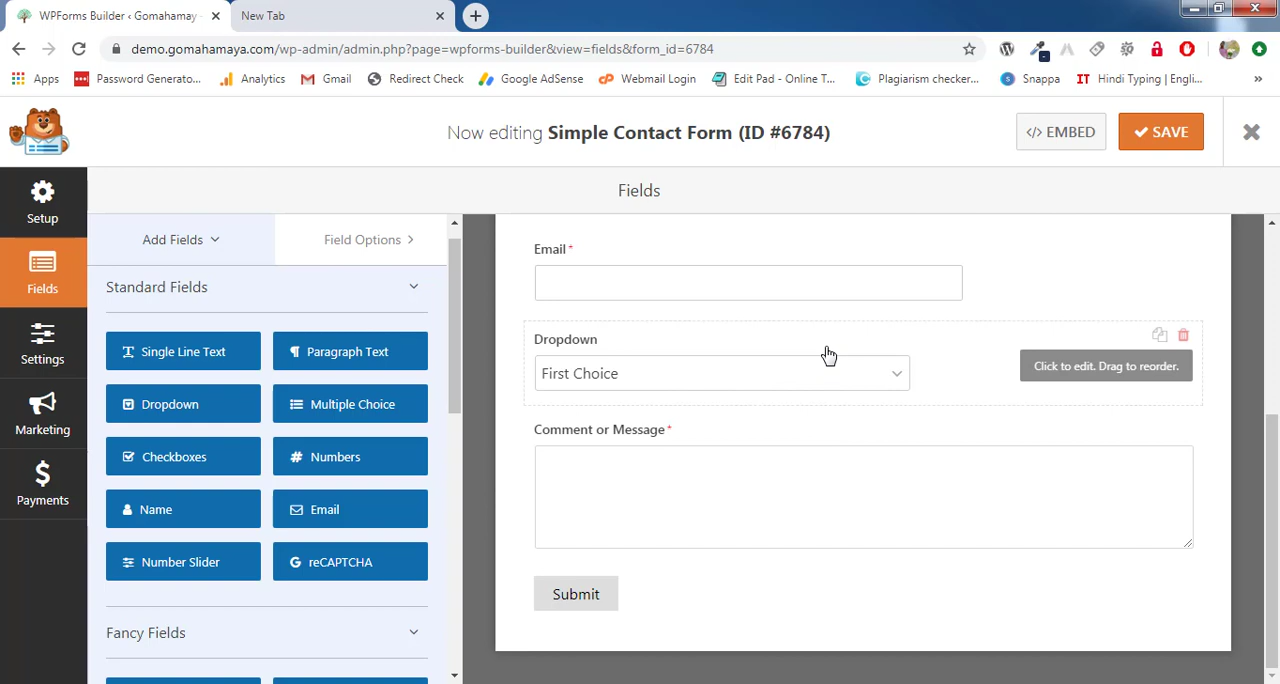 WPForms Builder ‹ Gomahamay
New Tab
demo.gomahamaya.com/wp-admin/admin.php?page=wpforms-builder&view=fields&form_id=6784
Apps
Password Generato...
Analytics
Gmail
Redirect Check
Google AdSense
Webmail Login
Edit Pad - Online T...
Plagiarism checker...
Snappa
IT Hindi Typing | Engli...
»
Now editing Simple Contact Form (ID #6784)
</> EMBED
SAVE
Setup
Fields
Settings
Marketing
Payments
Fields
Add Fields
Field Options
Standard Fields
Single Line Text
Paragraph Text
Dropdown
Multiple Choice
Checkboxes
Numbers
Name
Email
Number Slider
reCAPTCHA
Fancy Fields
Email *
Dropdown
First Choice
Click to edit. Drag to reorder.
Comment or Message *
Submit